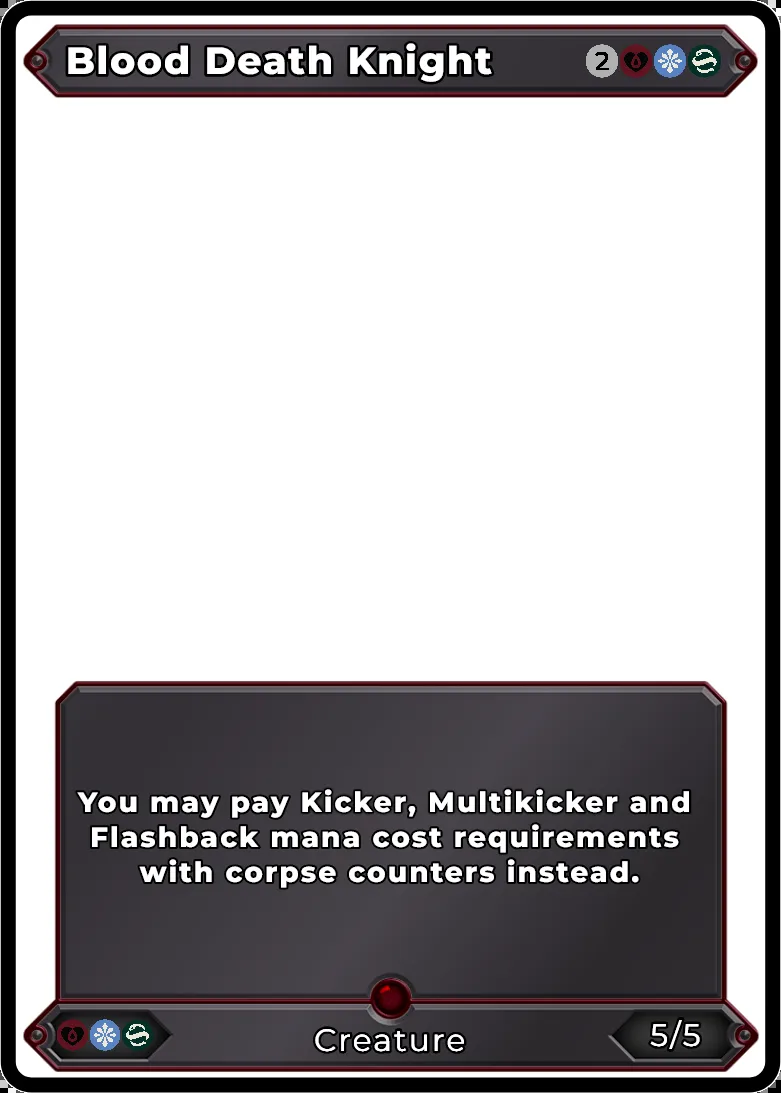 Blood Death Knight 2
You may pay Kicker, Multikicker and
Flashback mana cost requirements
with corpse counters instead.
Creature 5/5